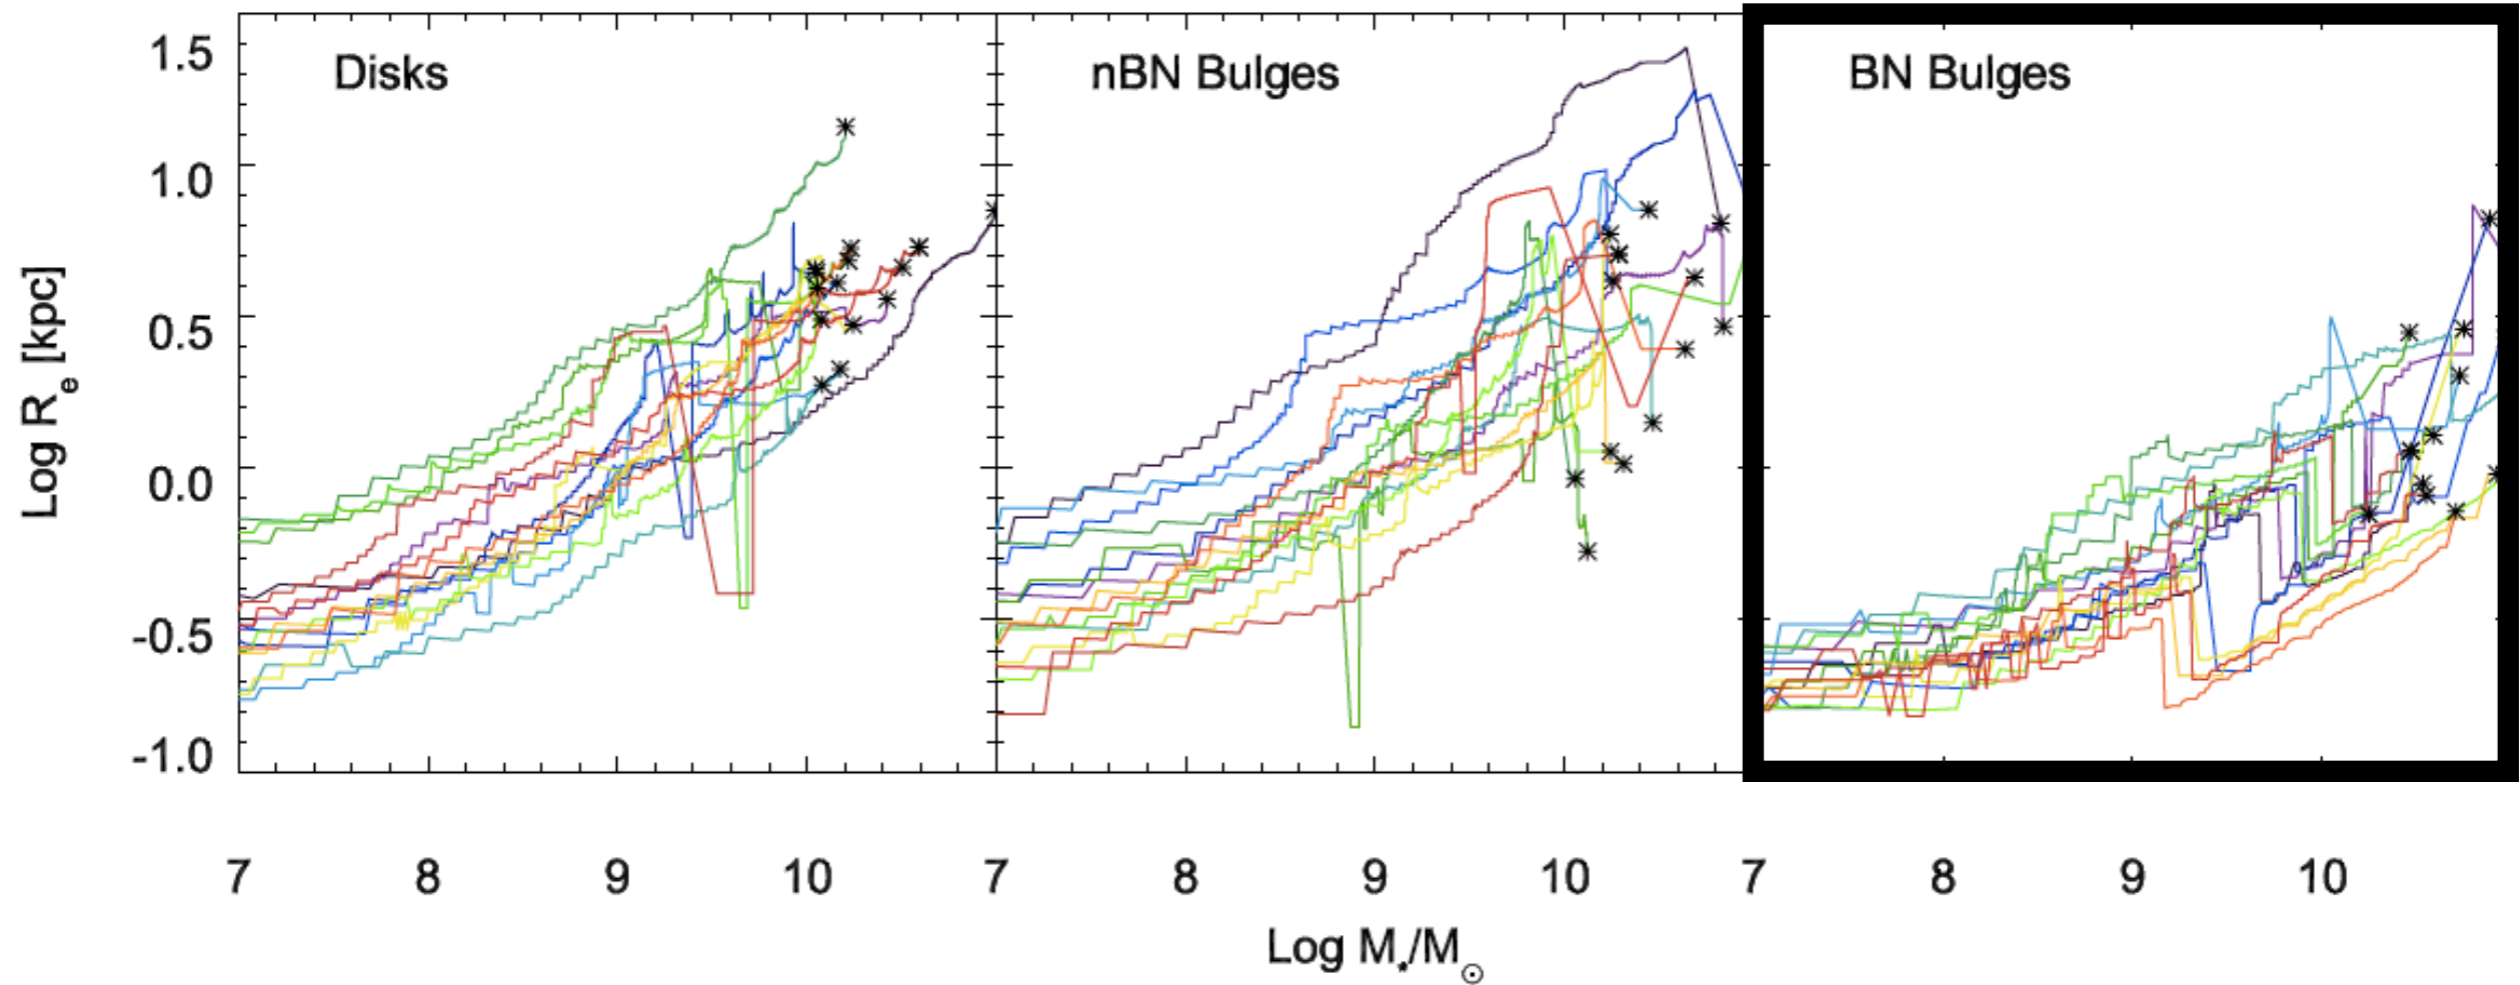 Disks nBN Bulges BN Bulges
1.5
1.0
0.5
0.0
-0.5
-1.0
Log Rₑ [kpc]
7 8 9 10 7 8 9 10 7 8 9 10
Log M⋆/M☉